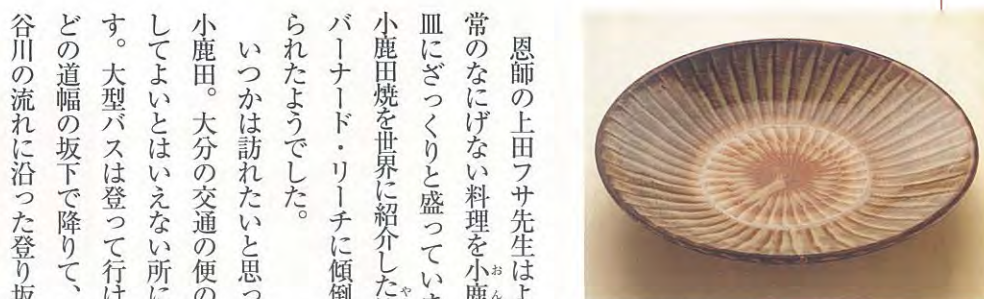 恩師の上田フサ先生はよ
常のなにげない料理を小鹿
皿にざっくりと盛っていま
小鹿田焼を世界に紹介した
バーナード・リーチに傾倒
られたようでした。
いつかは訪れたいと思っ
小鹿田。大分の交通の便の
してよいとはいえない所に
す。大型バスは登って行け
どの道幅の坂下で降りて、
谷川の流れに沿った登り坂